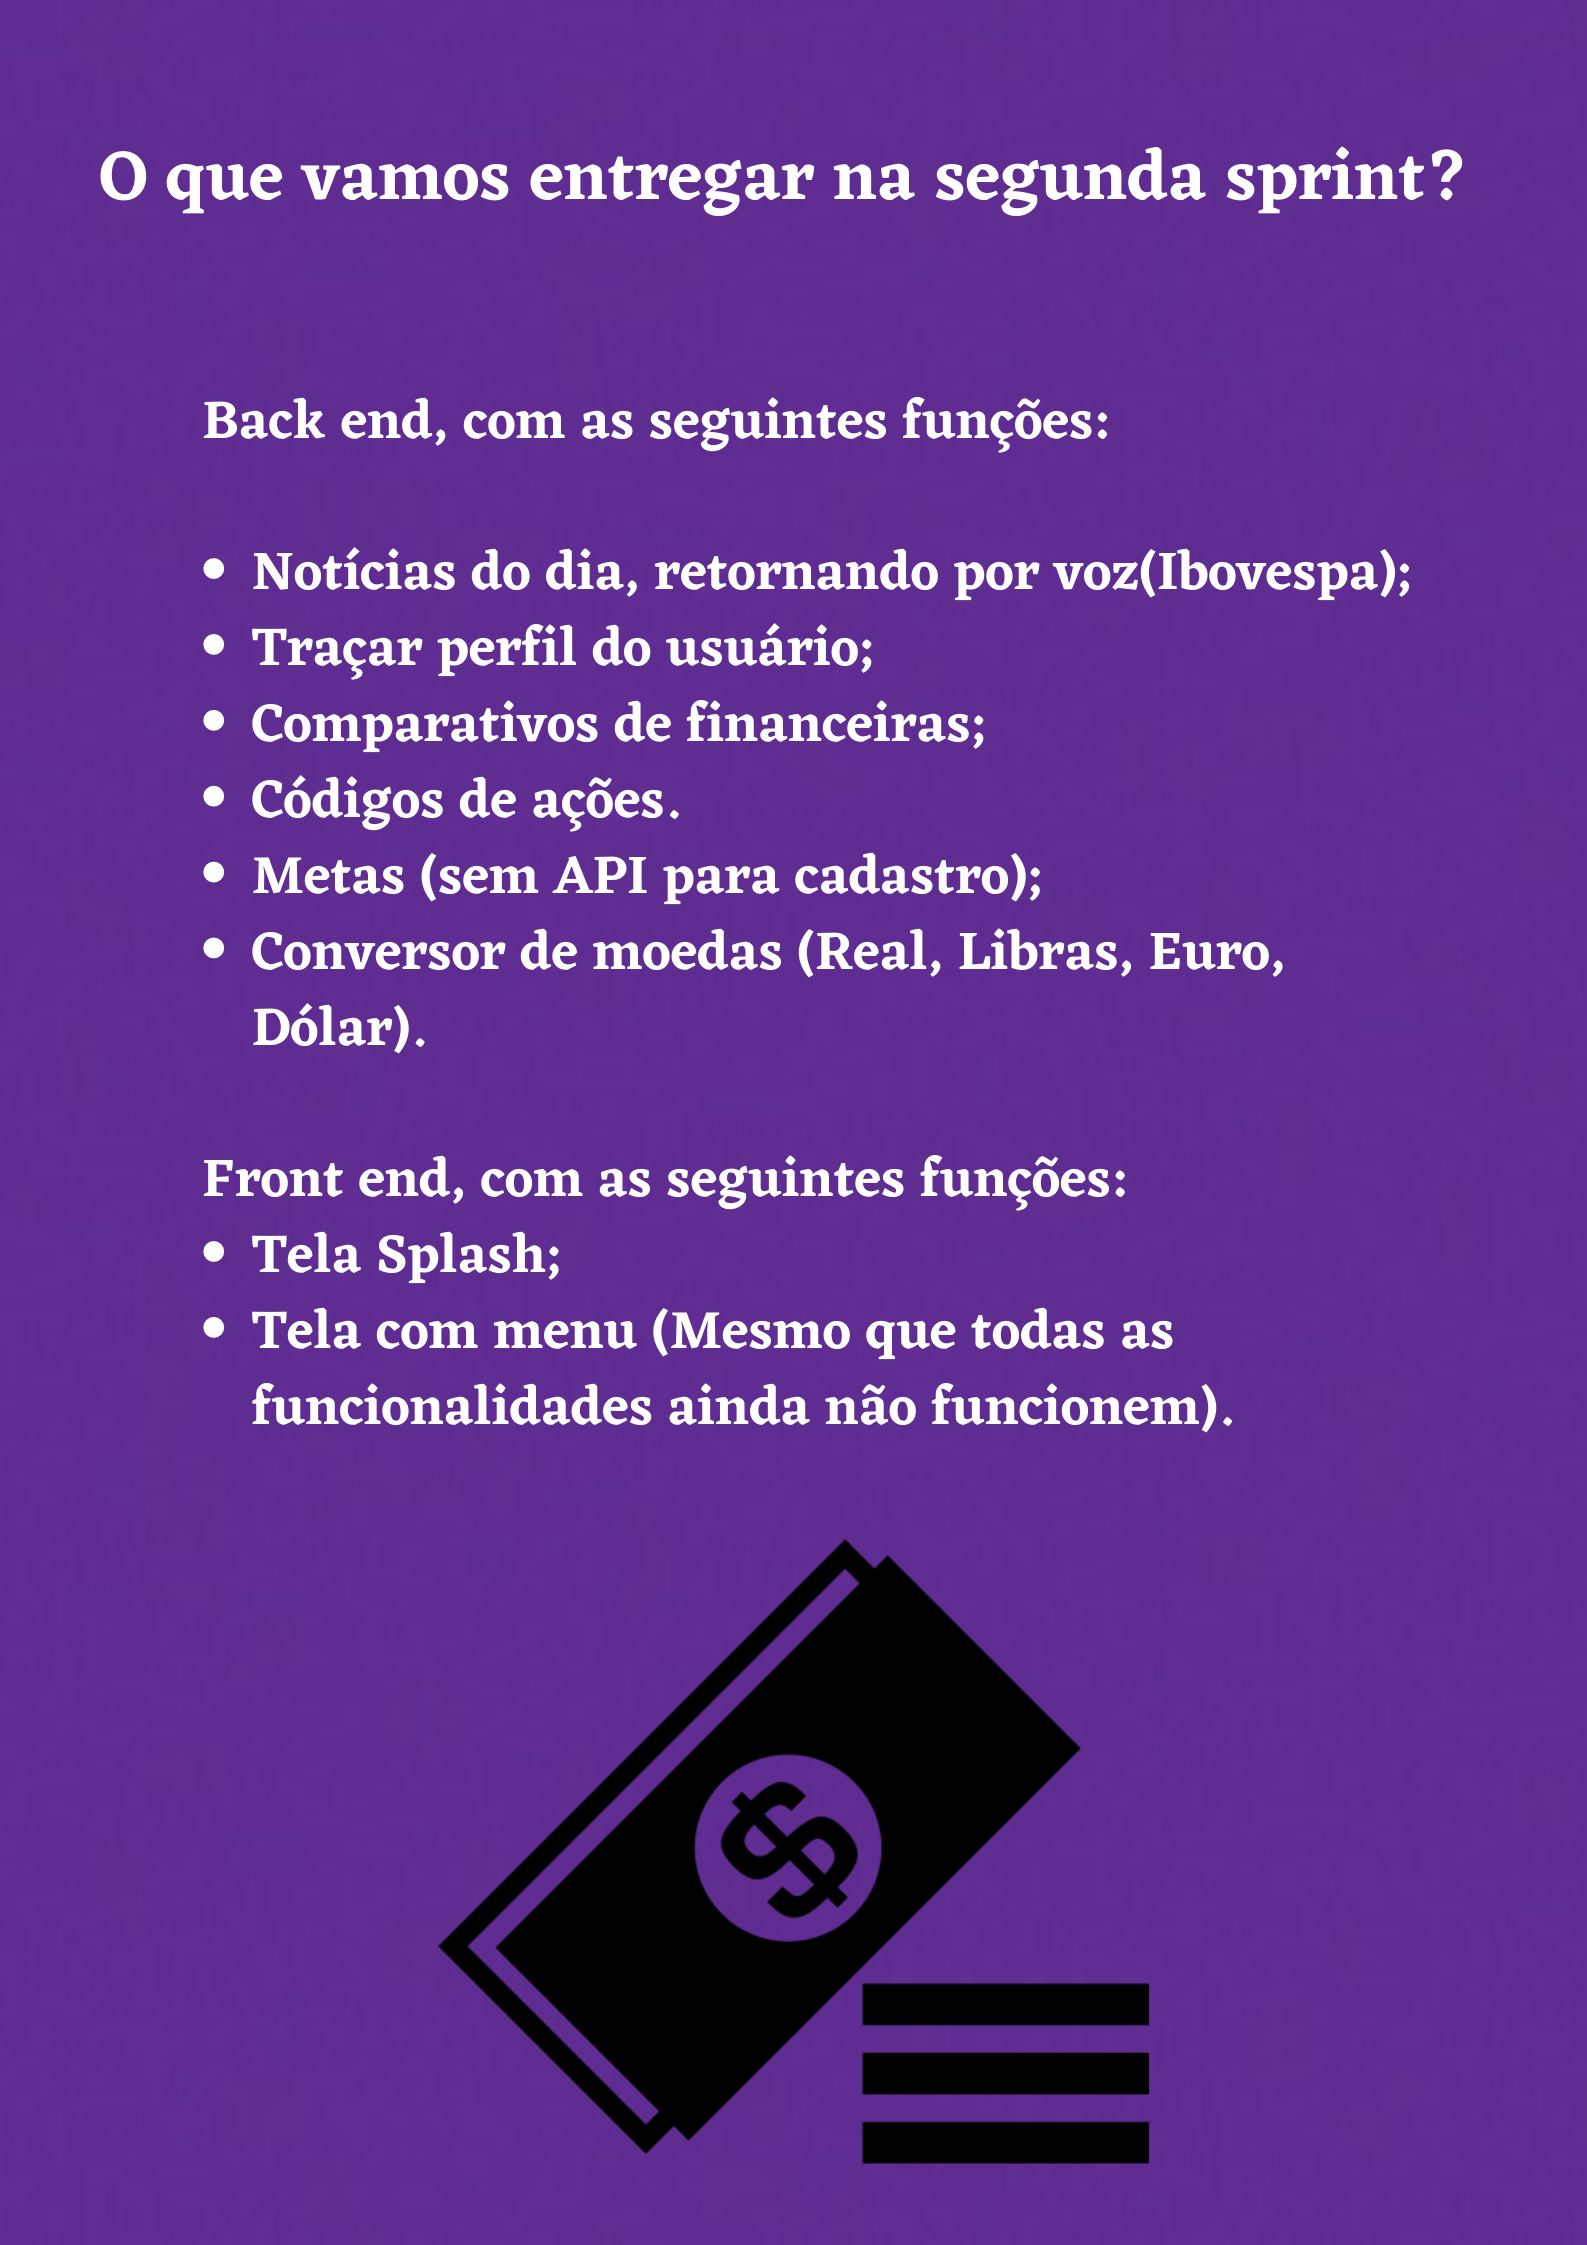 O que vamos entregar na segunda sprint?
Back end, com as seguintes funções:
• Notícias do dia, retornando por voz(Ibovespa);
• Traçar perfil do usuário;
• Comparativos de financeiras;
• Códigos de ações.
• Metas (sem API para cadastro);
• Conversor de moedas (Real, Libras, Euro,
Dólar).
Front end, com as seguintes funções:
• Tela Splash;
• Tela com menu (Mesmo que todas as
funcionalidades ainda não funcionem).
$